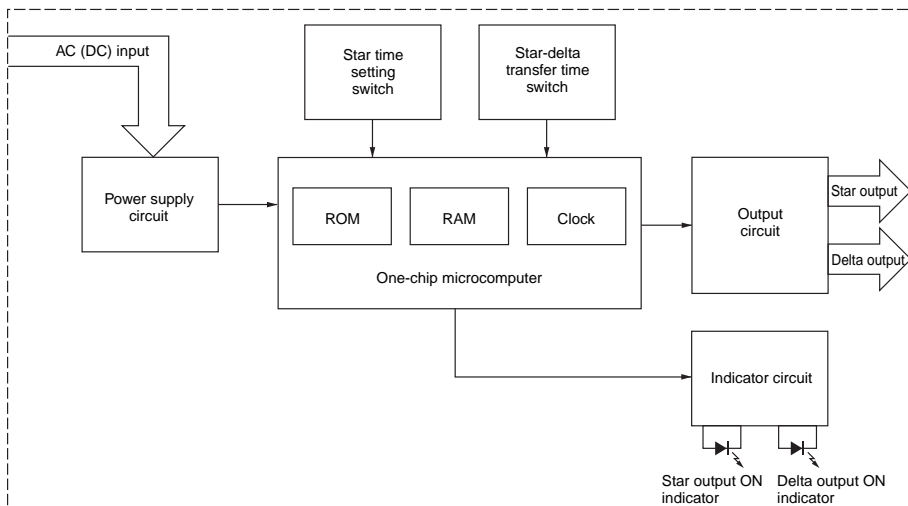 AC (DC) input
Star time
setting
switch
Star-delta
transfer time
switch
Power supply
circuit
ROM
RAM
Clock
One-chip microcomputer
Output
circuit
Star output
Delta output
Indicator circuit
Star output ON
indicator
Delta output ON
indicator